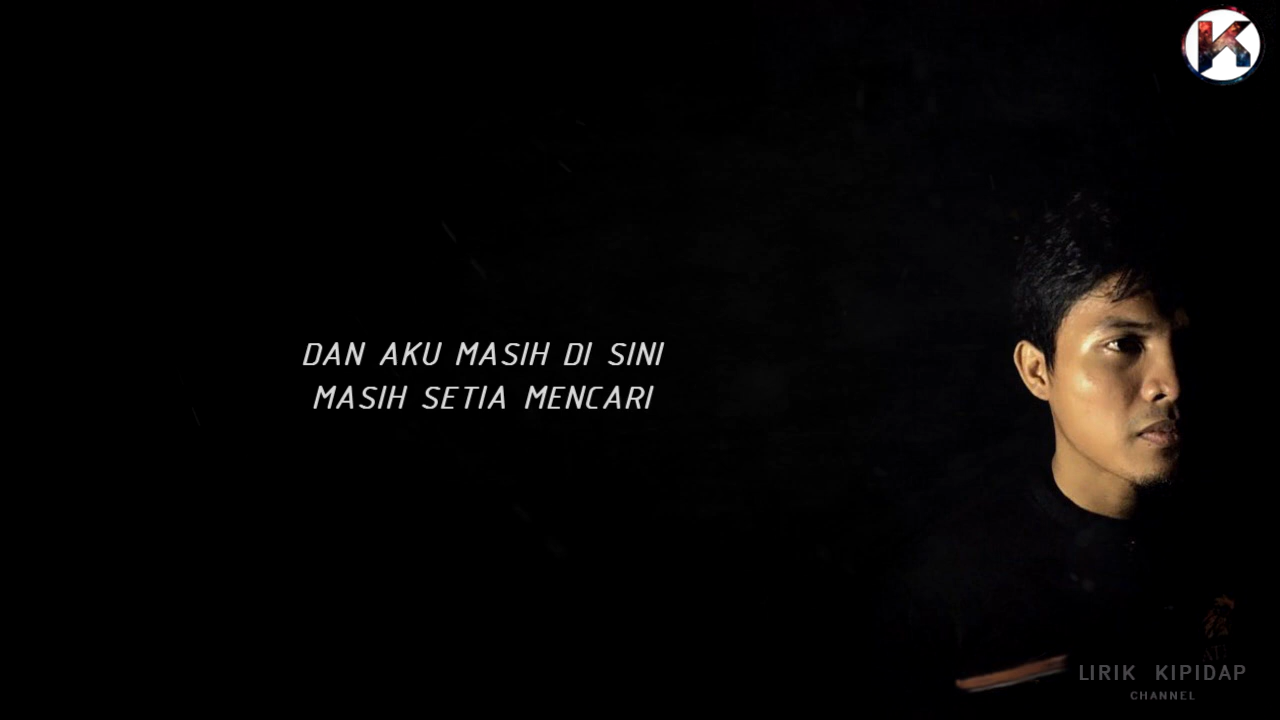 K
DAN AKU MASIH DI SINI
MASIH SETIA MENCARI
LIRIK KIPIDAP
CHANNEL